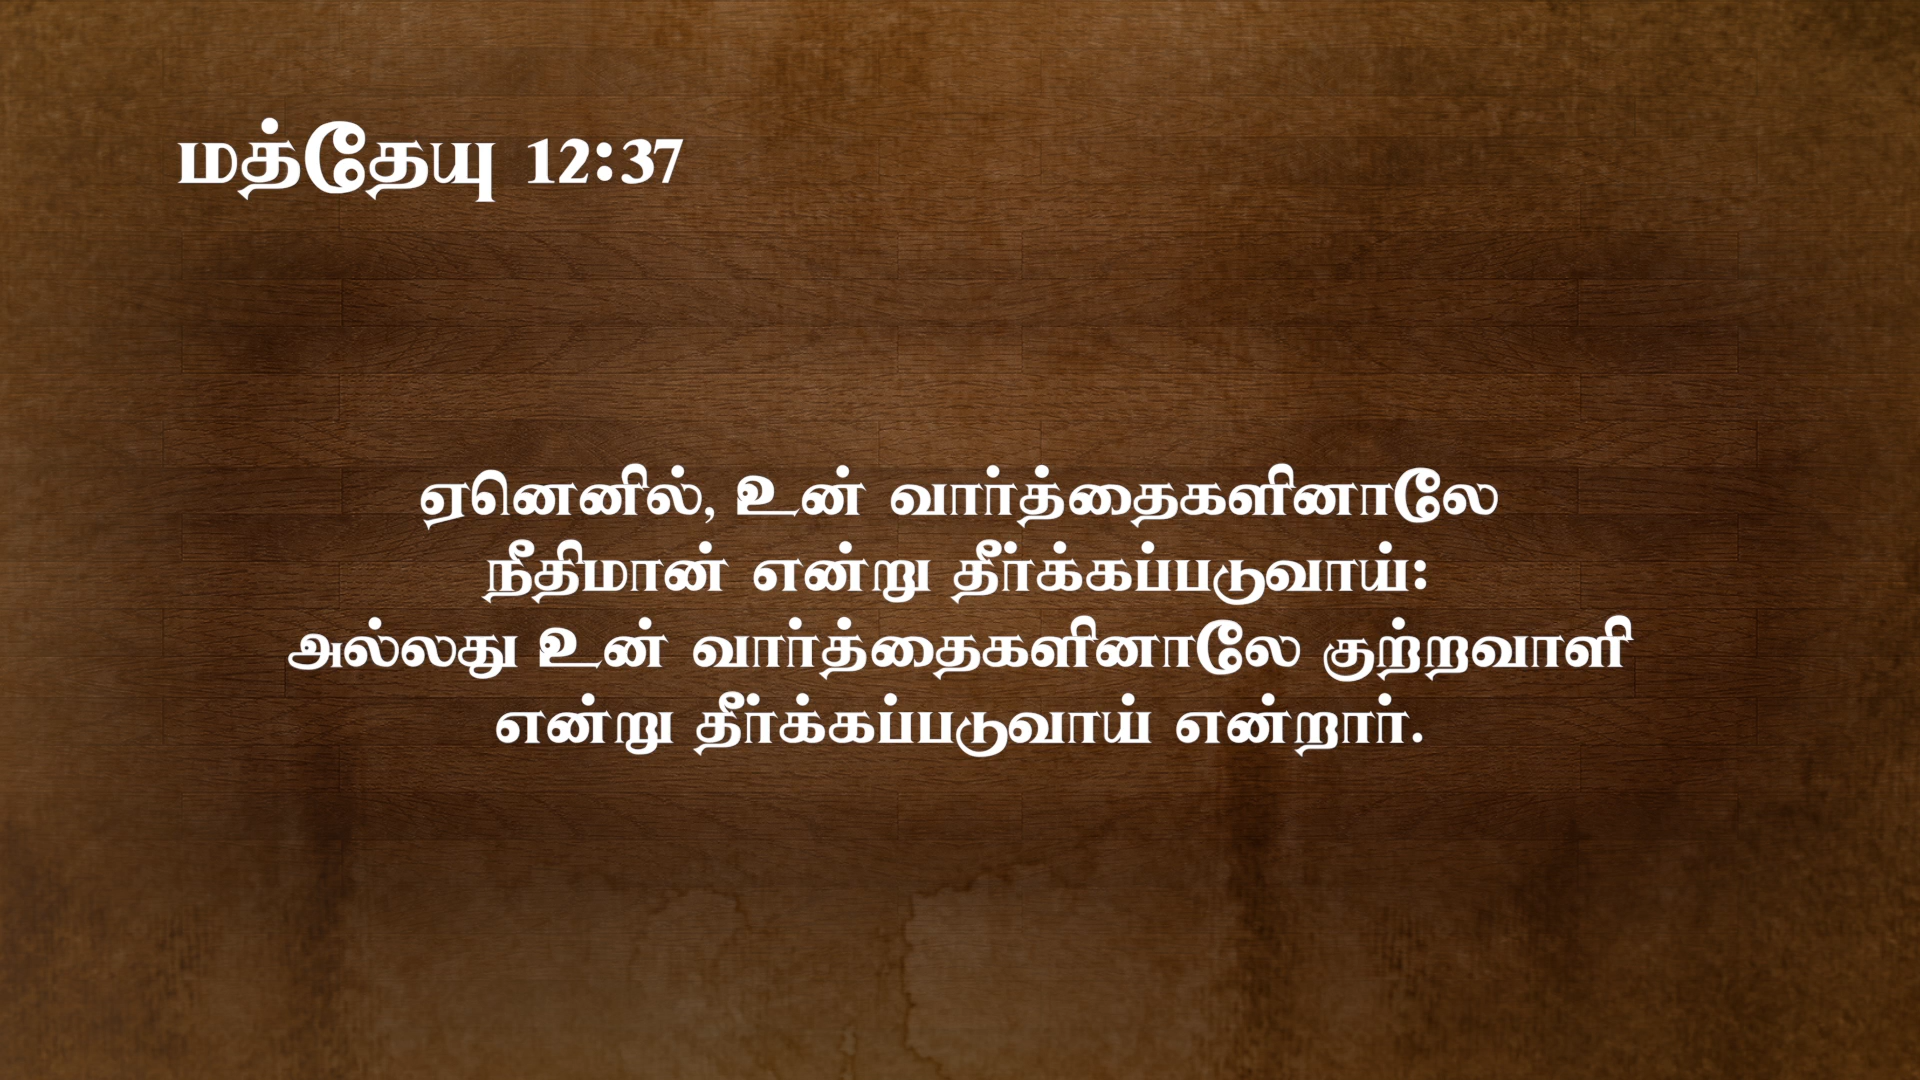 மத்தேயு 12:37
ஏனெனில், உன் வார்த்தைகளினாலே
நீதிமான் என்று தீர்க்கப்படுவாய்:
அல்லது உன் வார்த்தைகளினாலே குற்றவாளி
என்று தீர்க்கப்படுவாய் என்றார்.